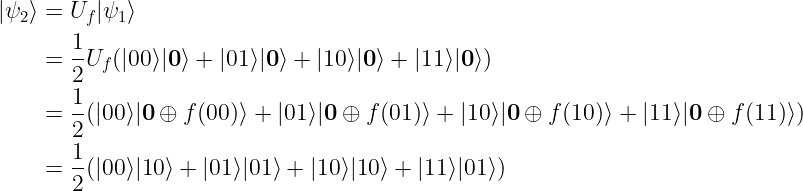 |ψ₂⟩ = U_f|ψ₁⟩
= 1/2 U_f(|00⟩|𝟎⟩ + |01⟩|𝟎⟩ + |10⟩|𝟎⟩ + |11⟩|𝟎⟩)
= 1/2 (|00⟩|𝟎 ⊕ f(00)⟩ + |01⟩|𝟎 ⊕ f(01)⟩ + |10⟩|𝟎 ⊕ f(10)⟩ + |11⟩|𝟎 ⊕ f(11)⟩)
= 1/2 (|00⟩|10⟩ + |01⟩|01⟩ + |10⟩|10⟩ + |11⟩|01⟩)